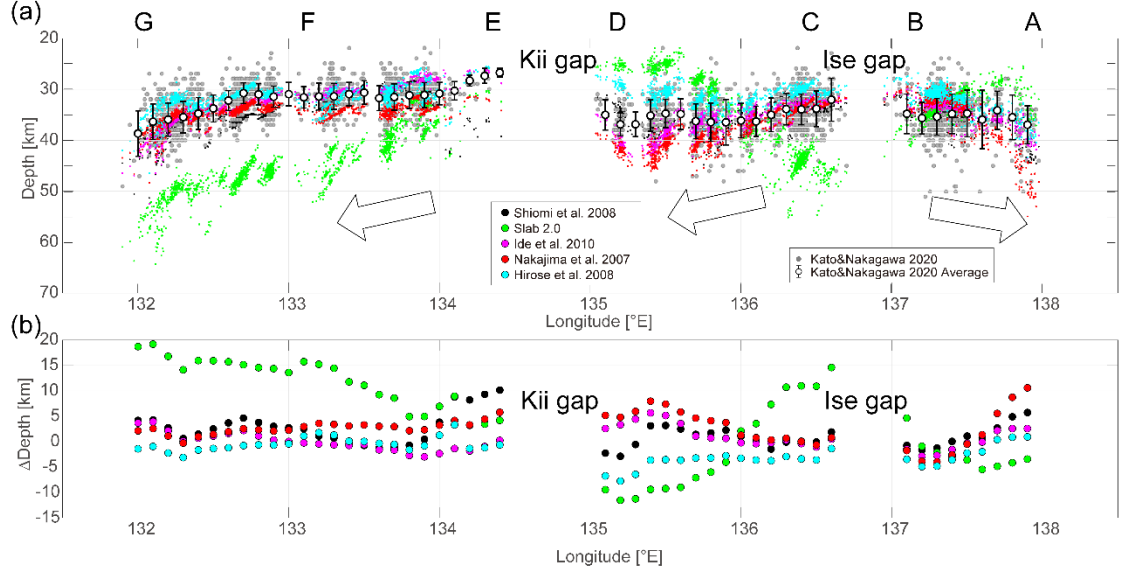 (a)
G F E D C B A
20
30
40
50
60
70
Depth [km]
Kii gap
Ise gap
Shiomi et al. 2008
Slab 2.0
Ide et al. 2010
Nakajima et al. 2007
Hirose et al. 2008
Kato&Nakagawa 2020
Kato&Nakagawa 2020 Average
132 133 134 135 136 137 138
Longitude [°E]
(b)
20
15
10
5
0
-5
-10
-15
ΔDepth [km]
Kii gap
Ise gap
132 133 134 135 136 137 138
Longitude [°E]